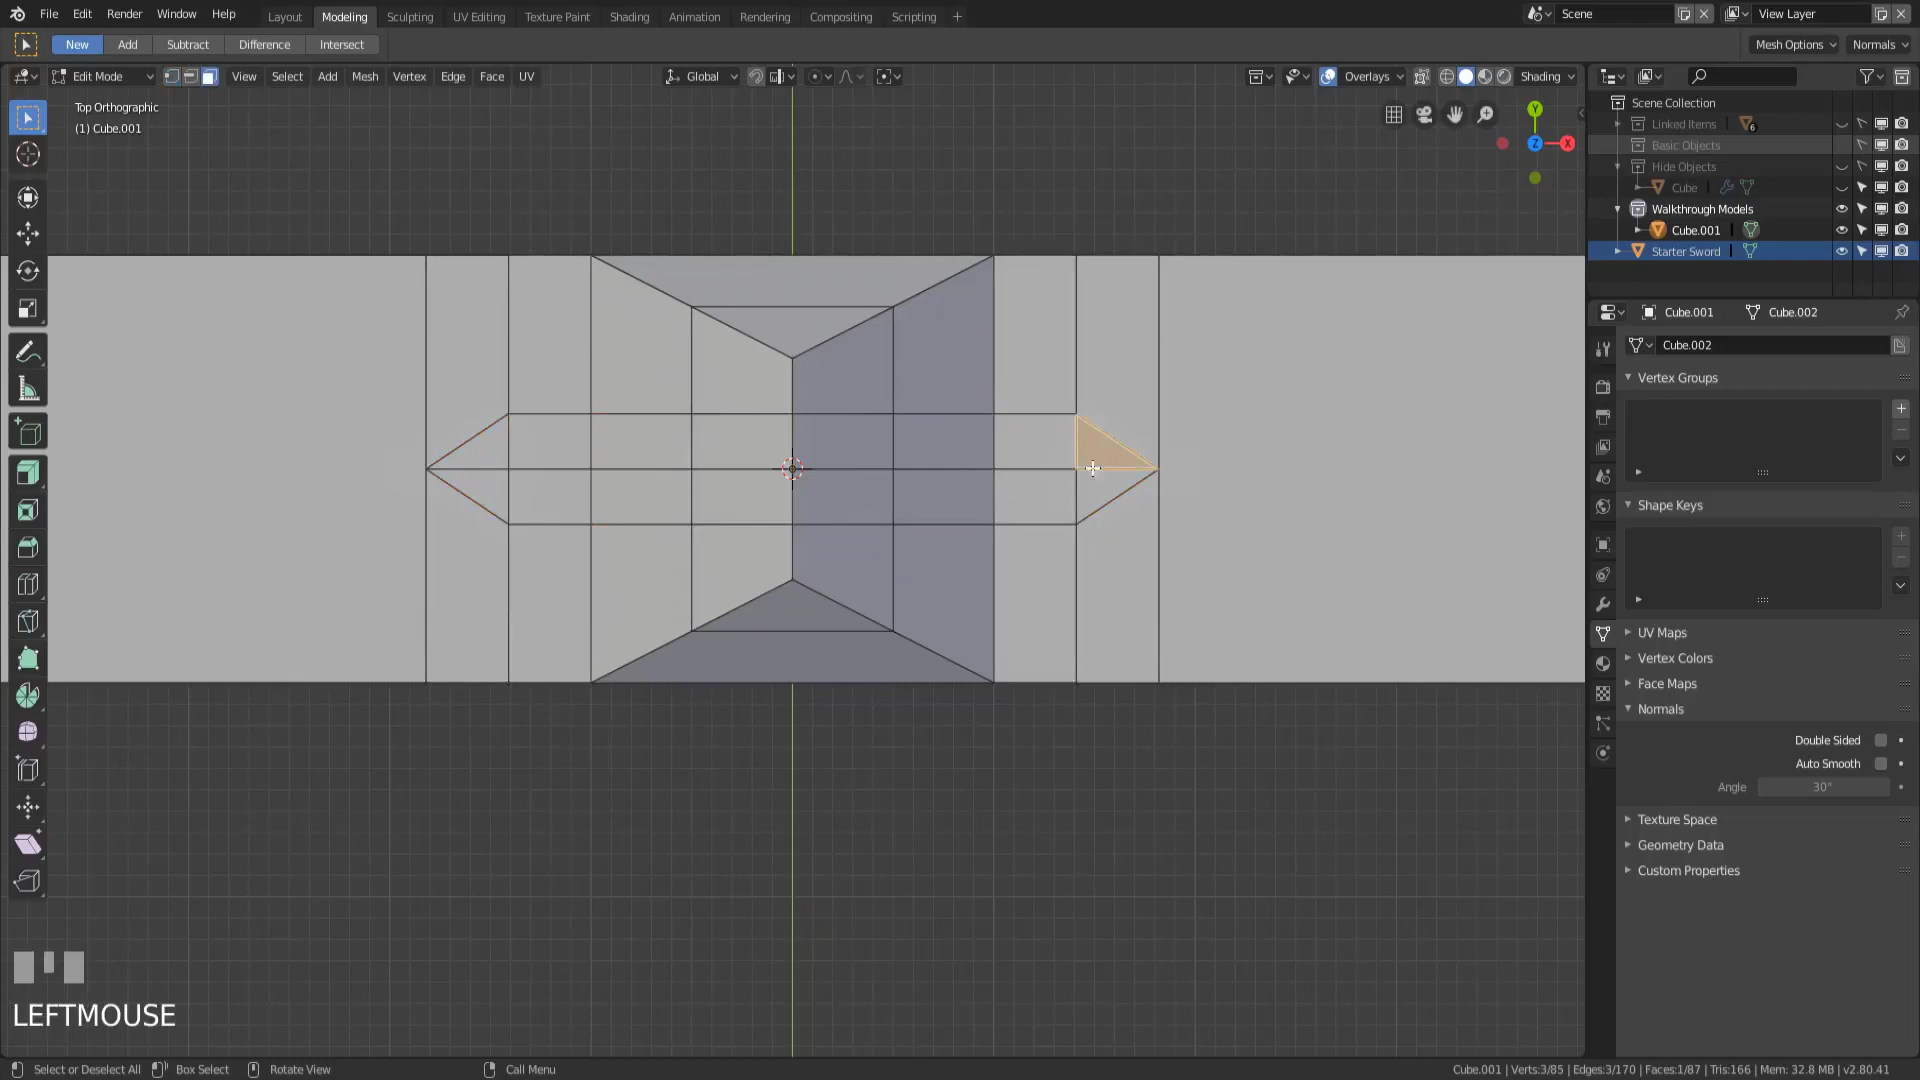 File Edit Render Window Help Layout Modeling Sculpting UV Editing Texture Paint Shading Animation Rendering Compositing Scripting + Scene View Layer
New Add Subtract Difference Intersect Mesh Options Normals
Edit Mode View Select Add Mesh Vertex Edge Face UV Global Overlays Shading
Top Orthographic
(1) Cube.001
Y
Z
X
Scene Collection
Linked Items 6
Basic Objects
Hide Objects
Cube
Walkthrough Models
Cube.001
Starter Sword
Cube.001 Cube.002
Cube.002
Vertex Groups
Shape Keys
UV Maps
Vertex Colors
Face Maps
Normals
Double Sided
Auto Smooth
Angle 30°
Texture Space
Geometry Data
Custom Properties
LEFTMOUSE
Select or Deselect All Box Select Rotate View Call Menu Cube.001 | Verts:3/85 | Edges:3/170 | Faces:1/87 | Tris:166 | Mem: 32.8 MB | v2.80.41